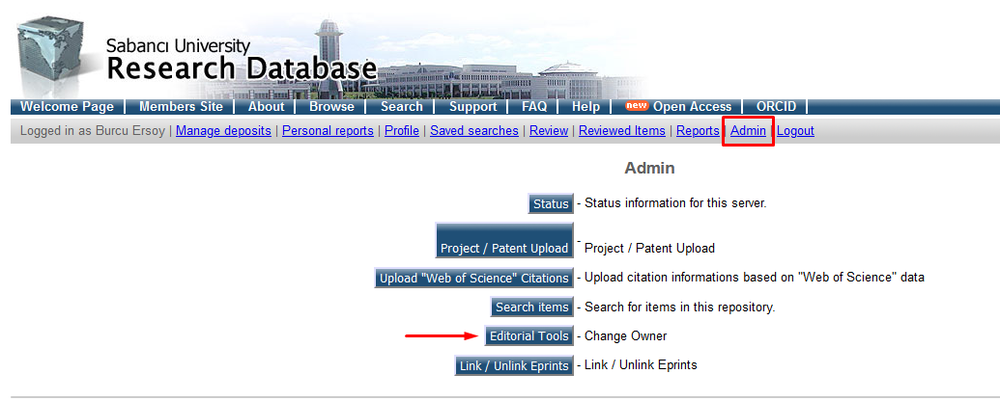 Sabancı University
Research Database
Welcome Page | Members Site | About | Browse | Search | Support | FAQ | Help | new Open Access | ORCID |
Logged in as Burcu Ersoy | Manage deposits | Personal reports | Profile | Saved searches | Review | Reviewed Items | Reports | Admin | Logout
Admin
Status - Status information for this server.
Project / Patent Upload - Project / Patent Upload
Upload "Web of Science" Citations - Upload citation informations based on "Web of Science" data
Search items - Search for items in this repository.
Editorial Tools - Change Owner
Link / Unlink Eprints - Link / Unlink Eprints